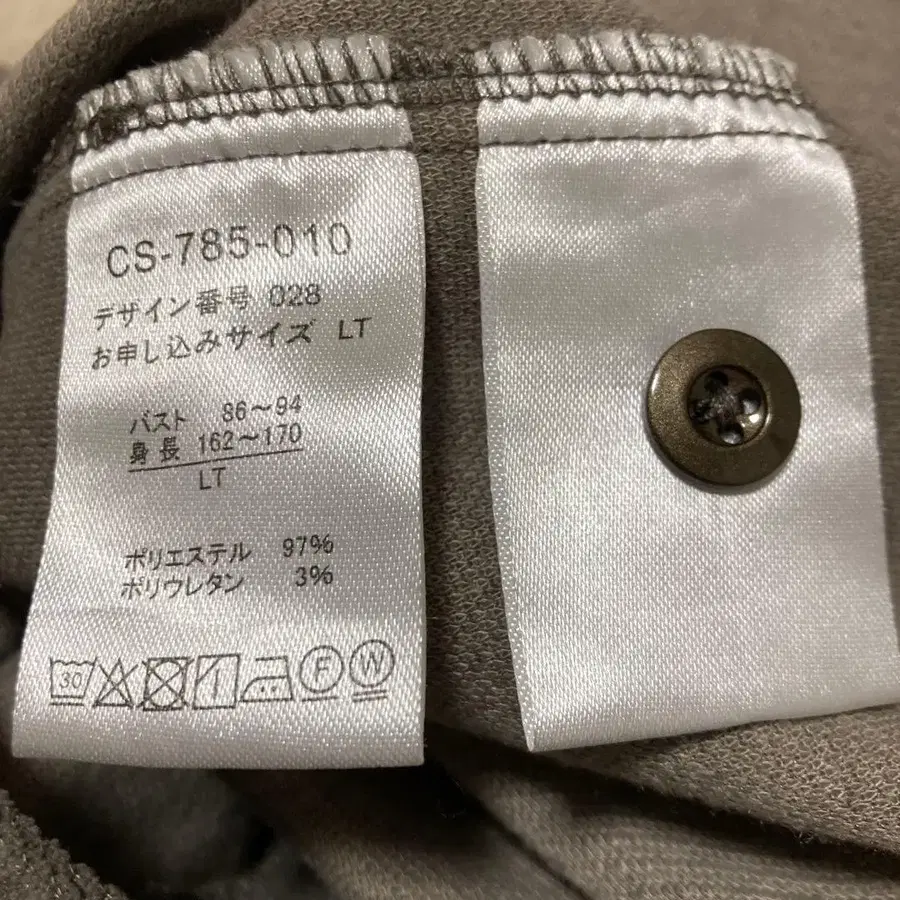 CS-785-010
デザイン番号 028
お申し込みサイズ LT
バスト 86～94
身長 162～170
LT
ポリエステル 97%
ポリウレタン 3%
30 F W